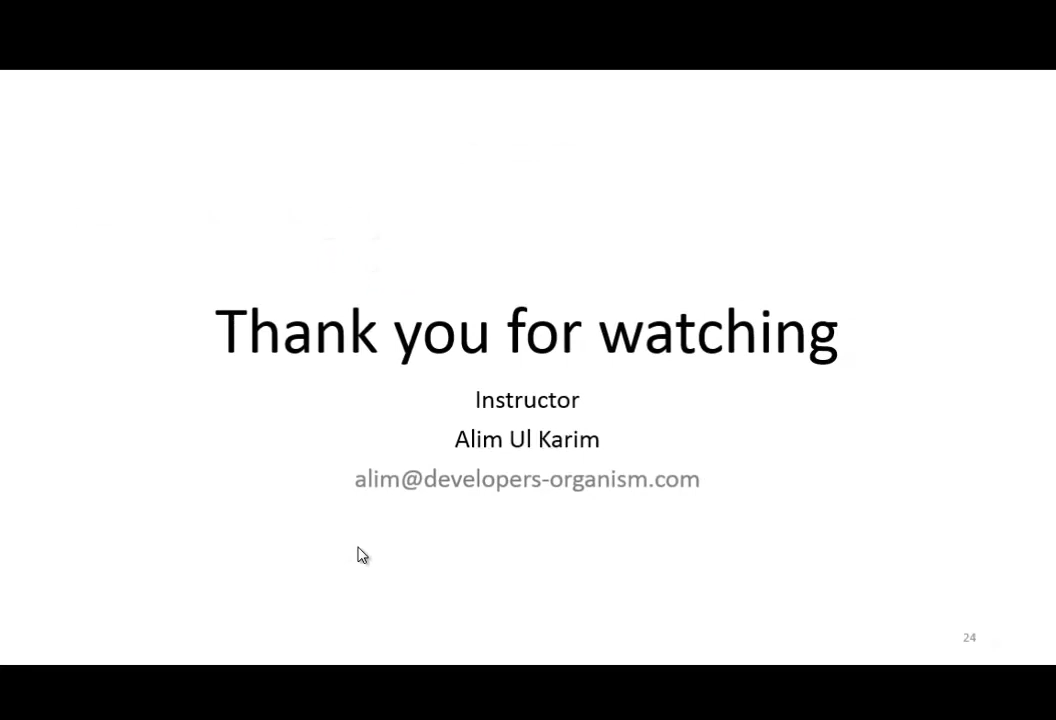 Thank you for watching
Instructor
Alim Ul Karim
alim@developers-organism.com
24